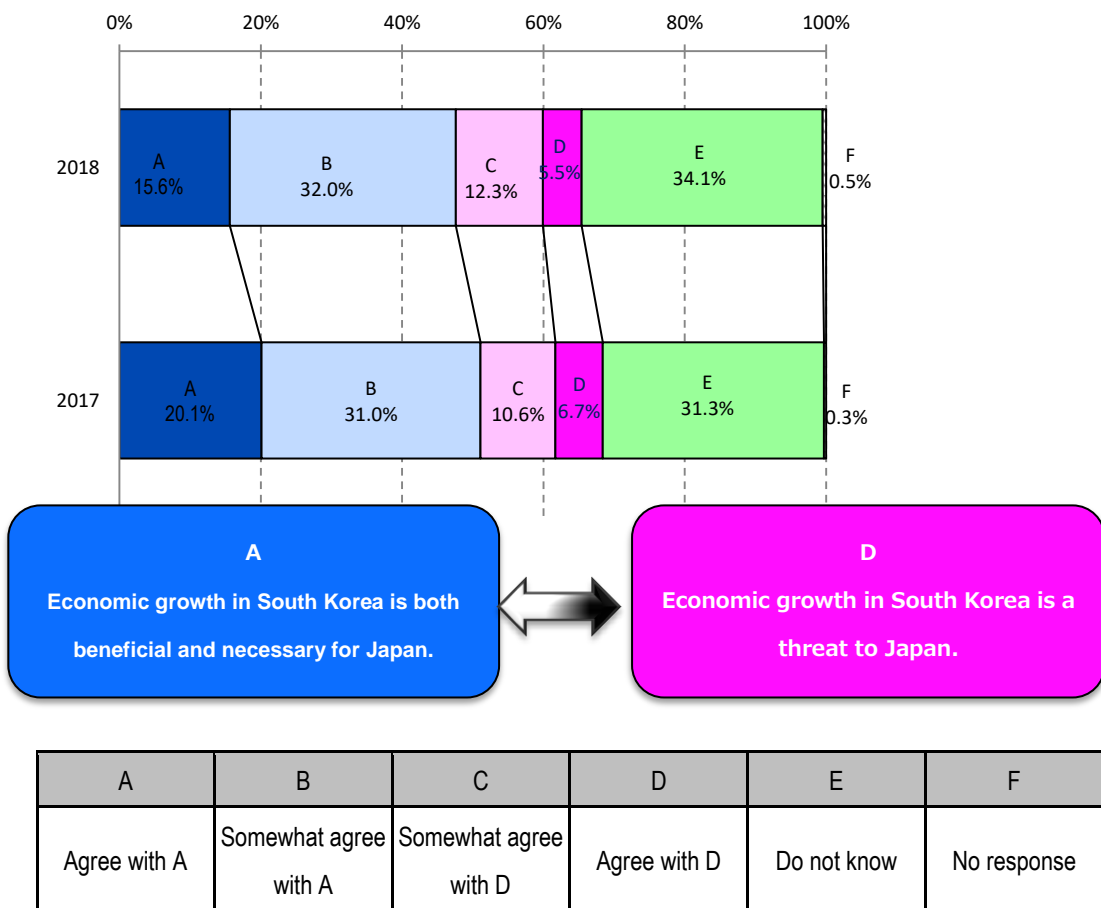 0% 20% 40% 60% 80% 100%
2018
A
15.6%
B
32.0%
C
12.3%
D
5.5%
E
34.1%
F
0.5%
2017
A
20.1%
B
31.0%
C
10.6%
D
6.7%
E
31.3%
F
0.3%
A
Economic growth in South Korea is both
beneficial and necessary for Japan.
D
Economic growth in South Korea is a
threat to Japan.
A B C D E F
Agree with A
Somewhat agree
with A
Somewhat agree
with D
Agree with D
Do not know
No response